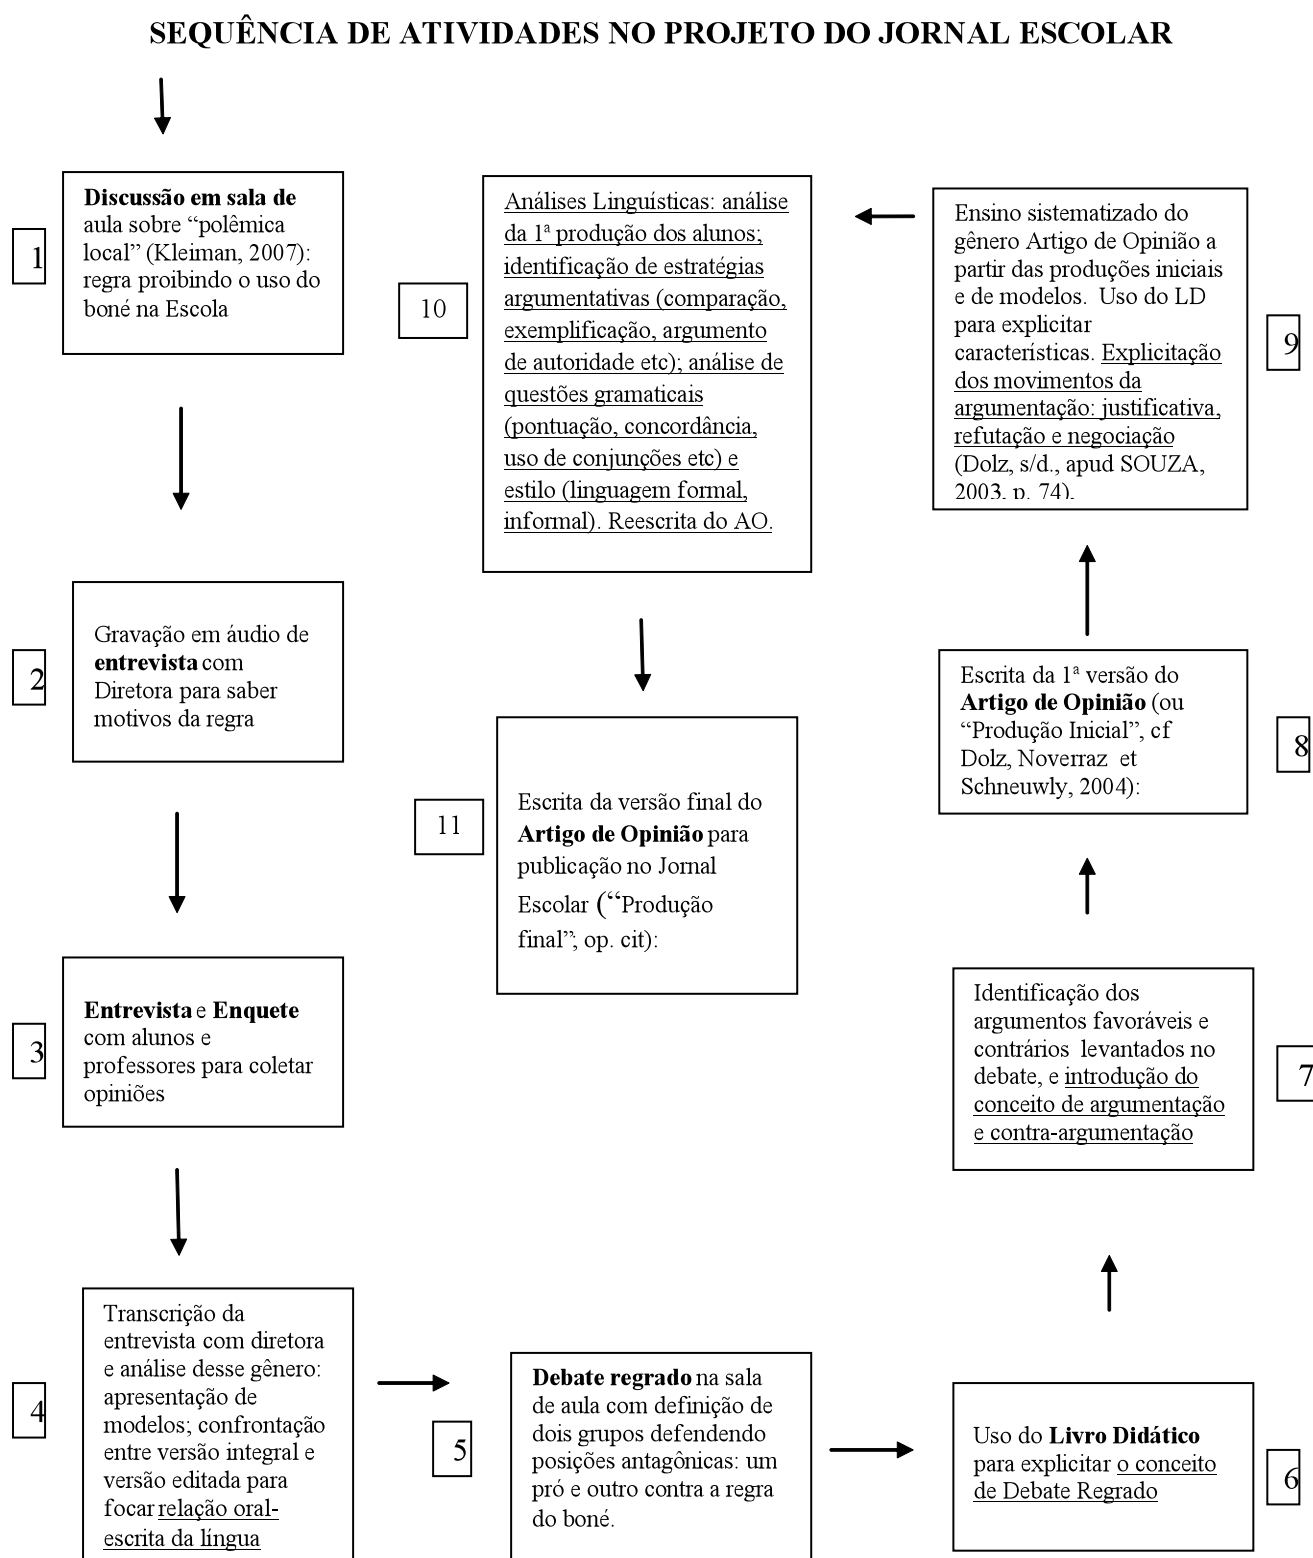 SEQUÊNCIA DE ATIVIDADES NO PROJETO DO JORNAL ESCOLAR
1
Discussão em sala de
aula sobre “polêmica
local” (Kleiman, 2007):
regra proibindo o uso do
boné na Escola
2
Gravação em áudio de
entrevista com
Diretora para saber
motivos da regra
3
Entrevista e Enquete
com alunos e
professores para coletar
opiniões
4
Transcrição da
entrevista com diretora
e análise desse gênero:
apresentação de
modelos; confrontação
entre versão integral e
versão editada para
focar relação oral-
escrita da língua
5
Debate regrado na sala
de aula com definição de
dois grupos defendendo
posições antagônicas: um
pró e outro contra a regra
do boné.
6
Uso do Livro Didático
para explicitar o conceito
de Debate Regrado
7
Identificação dos
argumentos favoráveis e
contrários levantados no
debate, e introdução do
conceito de argumentação
e contra-argumentação
8
Escrita da 1ª versão do
Artigo de Opinião (ou
“Produção Inicial”, cf
Dolz, Noverraz et
Schneuwly, 2004):
9
Ensino sistematizado do
gênero Artigo de Opinião a
partir das produções iniciais
e de modelos. Uso do LD
para explicitar
características. Explicitação
dos movimentos da
argumentação: justificativa,
refutação e negociação
(Dolz, s/d., apud SOUZA,
2003, p. 74).
10
Análises Linguísticas: análise
da 1ª produção dos alunos;
identificação de estratégias
argumentativas (comparação,
exemplificação, argumento
de autoridade etc); análise de
questões gramaticais
(pontuação, concordância,
uso de conjunções etc) e
estilo (linguagem formal,
informal). Reescrita do AO.
11
Escrita da versão final do
Artigo de Opinião para
publicação no Jornal
Escolar (“Produção
final”; op. cit):